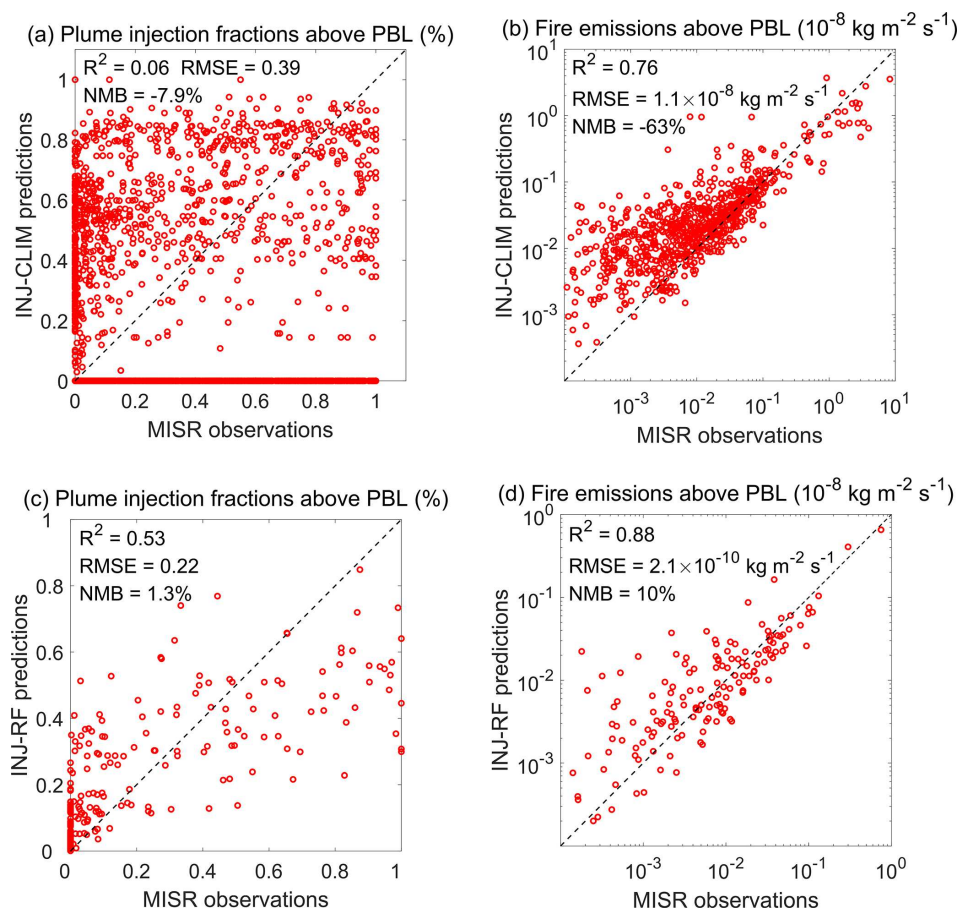 (a) Plume injection fractions above PBL (%)
R² = 0.06 RMSE = 0.39
NMB = -7.9%
INJ-CLIM predictions
1
0.8
0.6
0.4
0.2
0
0 0.2 0.4 0.6 0.8 1
MISR observations
(b) Fire emissions above PBL (10⁻⁸ kg m⁻² s⁻¹)
R² = 0.76
RMSE = 1.1×10⁻⁸ kg m⁻² s⁻¹
NMB = -63%
INJ-CLIM predictions
10¹
10⁰
10⁻¹
10⁻²
10⁻³
10⁻³ 10⁻² 10⁻¹ 10⁰ 10¹
MISR observations
(c) Plume injection fractions above PBL (%)
R² = 0.53
RMSE = 0.22
NMB = 1.3%
INJ-RF predictions
1
0.8
0.6
0.4
0.2
0
0 0.2 0.4 0.6 0.8 1
MISR observations
(d) Fire emissions above PBL (10⁻⁸ kg m⁻² s⁻¹)
R² = 0.88
RMSE = 2.1×10⁻¹⁰ kg m⁻² s⁻¹
NMB = 10%
INJ-RF predictions
10⁰
10⁻¹
10⁻²
10⁻³
10⁻³ 10⁻² 10⁻¹ 10⁰
MISR observations